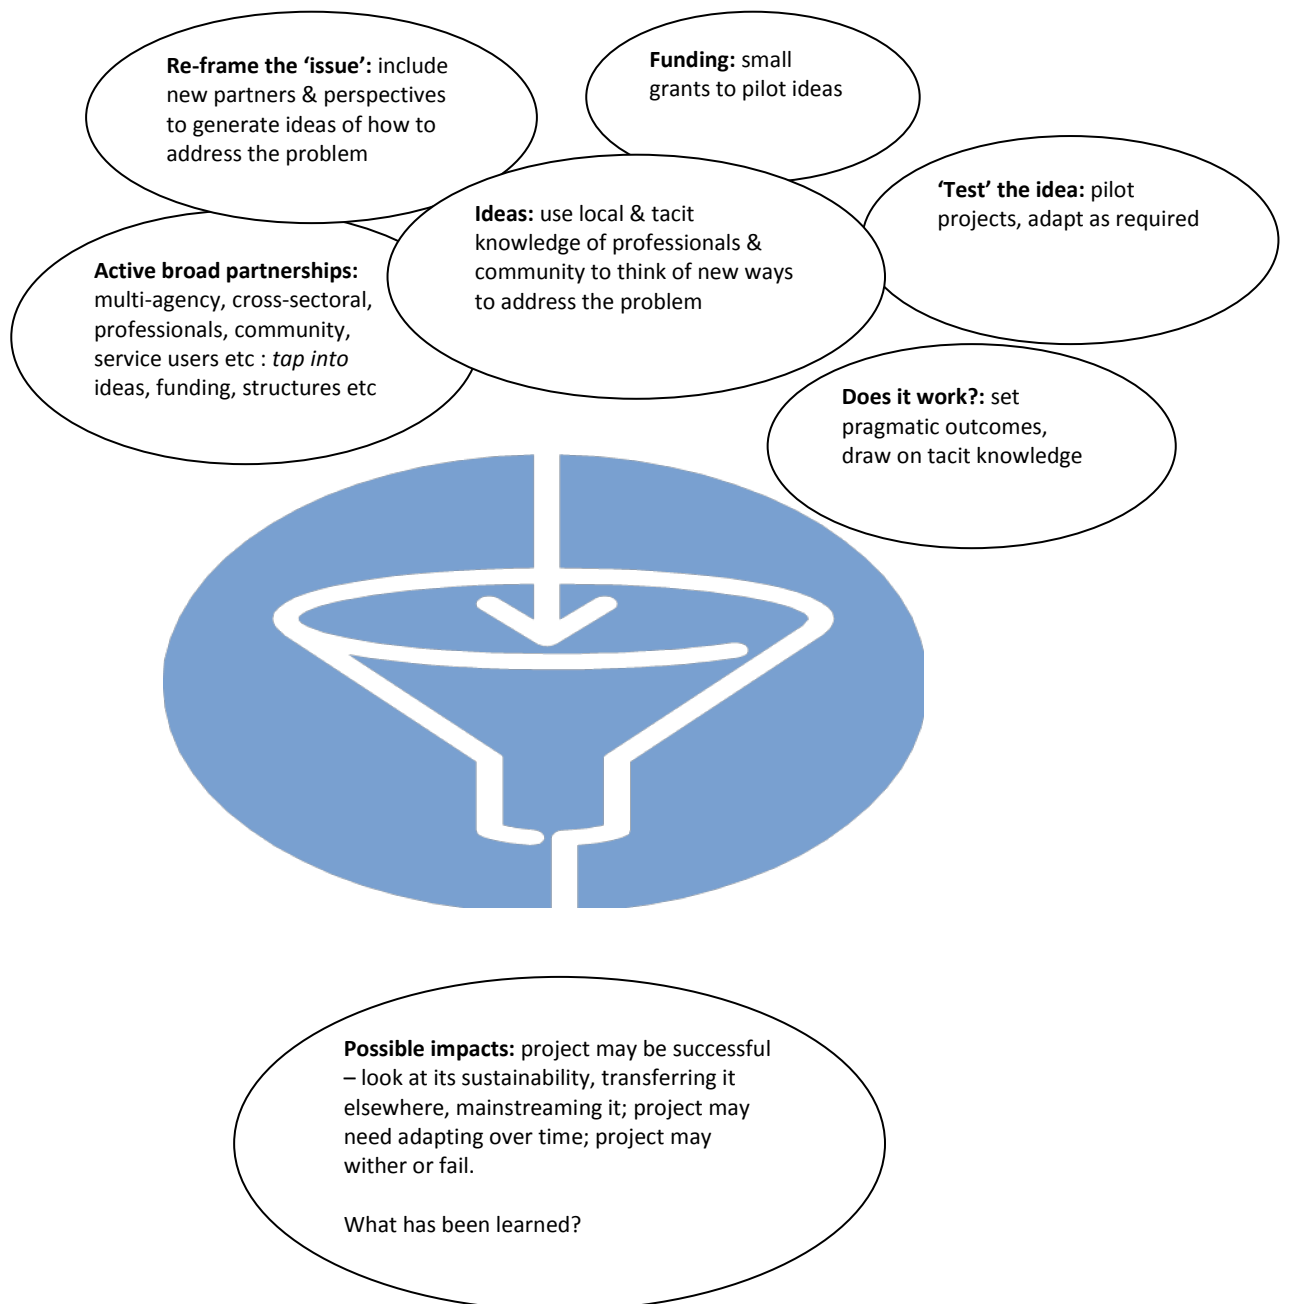 Re-frame the ‘issue’: include
new partners & perspectives
to generate ideas of how to
address the problem
Funding: small
grants to pilot ideas
‘Test’ the idea: pilot
projects, adapt as required
Ideas: use local & tacit
knowledge of professionals &
community to think of new ways
to address the problem
Active broad partnerships:
multi-agency, cross-sectoral,
professionals, community,
service users etc : tap into
ideas, funding, structures etc
Does it work?: set
pragmatic outcomes,
draw on tacit knowledge
Possible impacts: project may be successful
– look at its sustainability, transferring it
elsewhere, mainstreaming it; project may
need adapting over time; project may
wither or fail.
What has been learned?